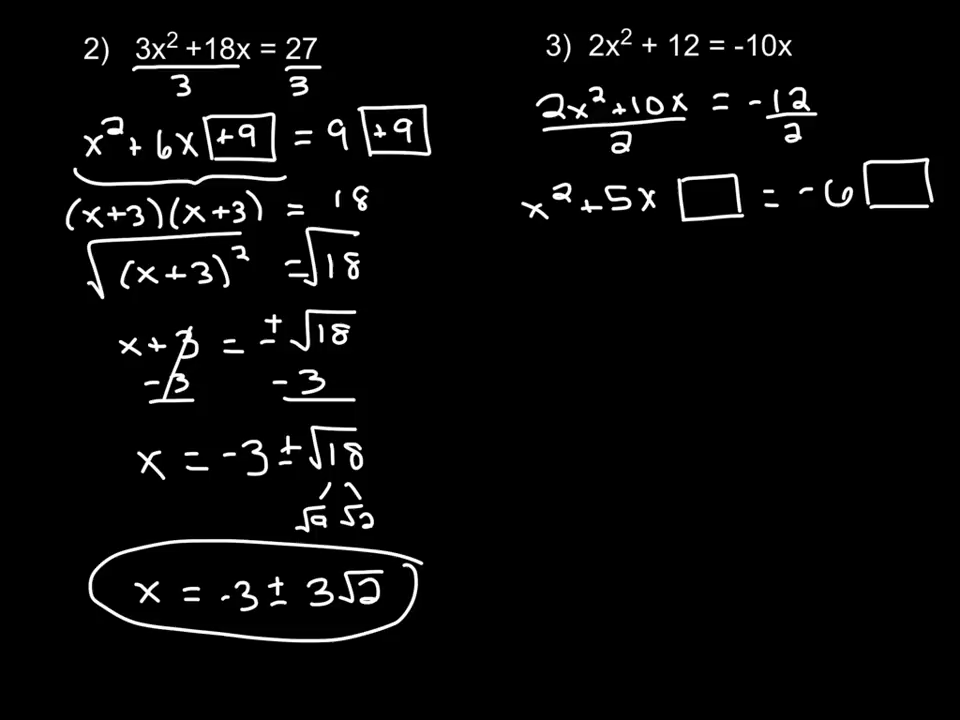 2) 3x² +18x = 27
3 3
x² + 6x +9 = 9 +9
(x+3)(x+3) = 18
√(x+3)² = √18
x + 3 = ± √18
-3 -3
x = -3 ± √18
√9 √2
x = -3 ± 3√2
3) 2x² + 12 = -10x
2x² + 10x = -12
2 2
x² + 5x = -6